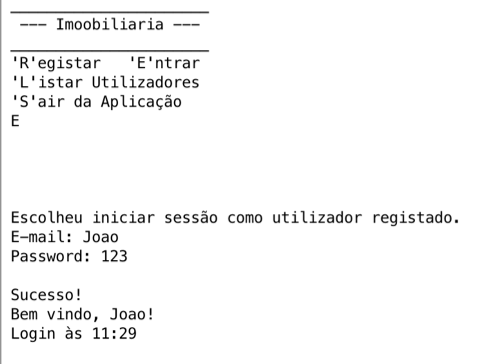 --- Imoobiliaria ---
'R'egistar 'E'ntrar
'L'istar Utilizadores
'S'air da Aplicação
E
Escolheu iniciar sessão como utilizador registado.
E-mail: Joao
Password: 123
Sucesso!
Bem vindo, Joao!
Login às 11:29